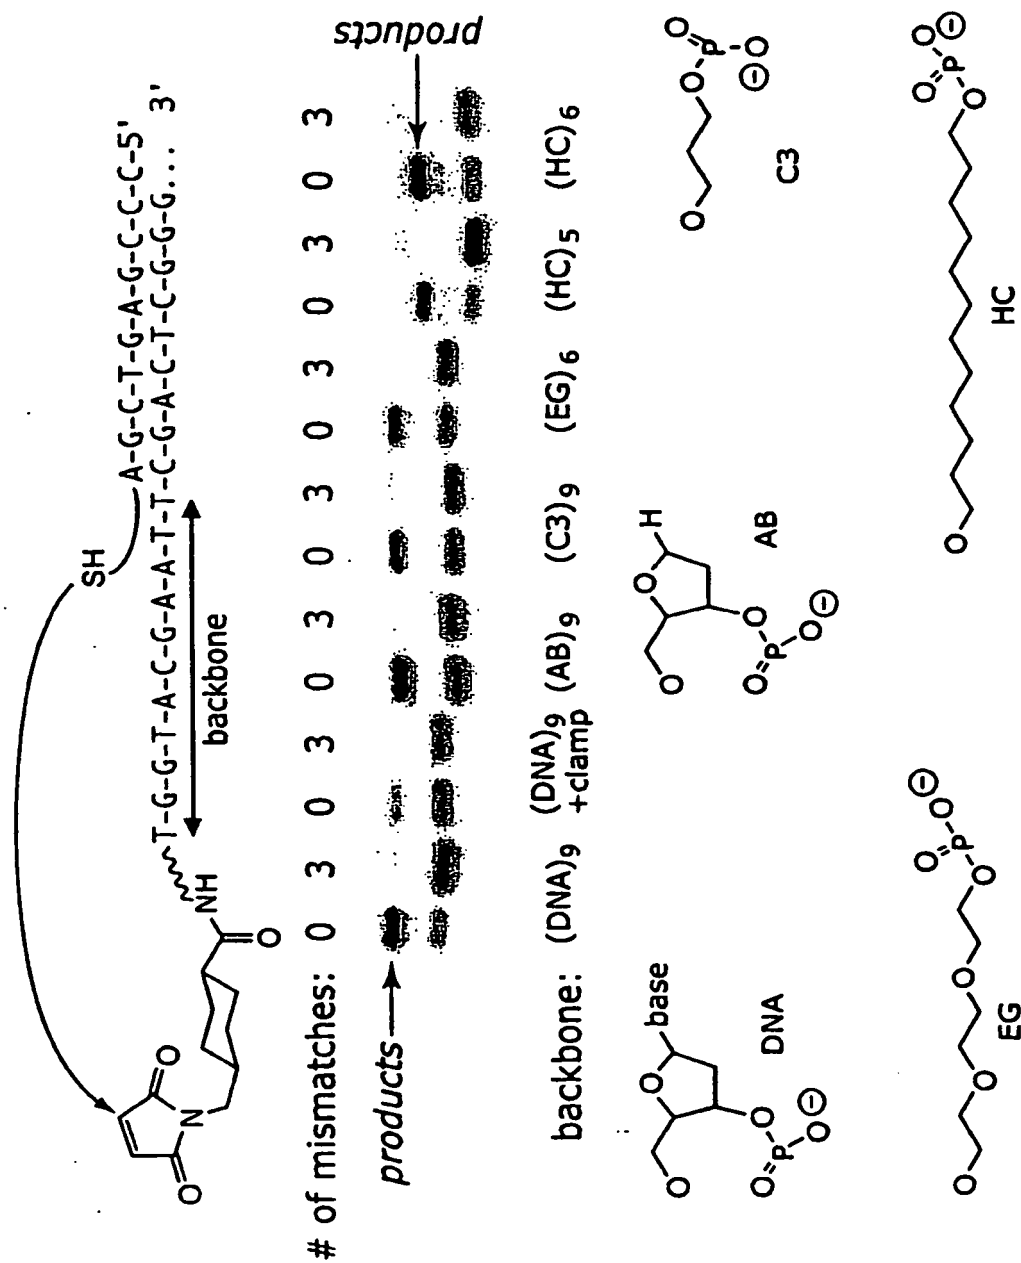 SH
A-G-C-T-G-A-G-C-C-C-5'
T-G-G-T-A-C-G-A-A-T-T-C-G-A-C-T-C-G-G-G... 3'
NH
O
O
N
O
backbone
# of mismatches: 0 3 0 3 0 3 0 3 0 3 0 3 0 3
products
products
backbone: (DNA)9 (DNA)9 (AB)9 (C3)9 (EG)6 (HC)5 (HC)6
+clamp
O
O
base
O
O=P
O
⊖
DNA
O
O
H
O
O=P
O
⊖
AB
O
O
O
P
O
⊖
C3
O
O
O
O
O
P
O
⊖
EG
O
O
O
P
O
⊖
HC